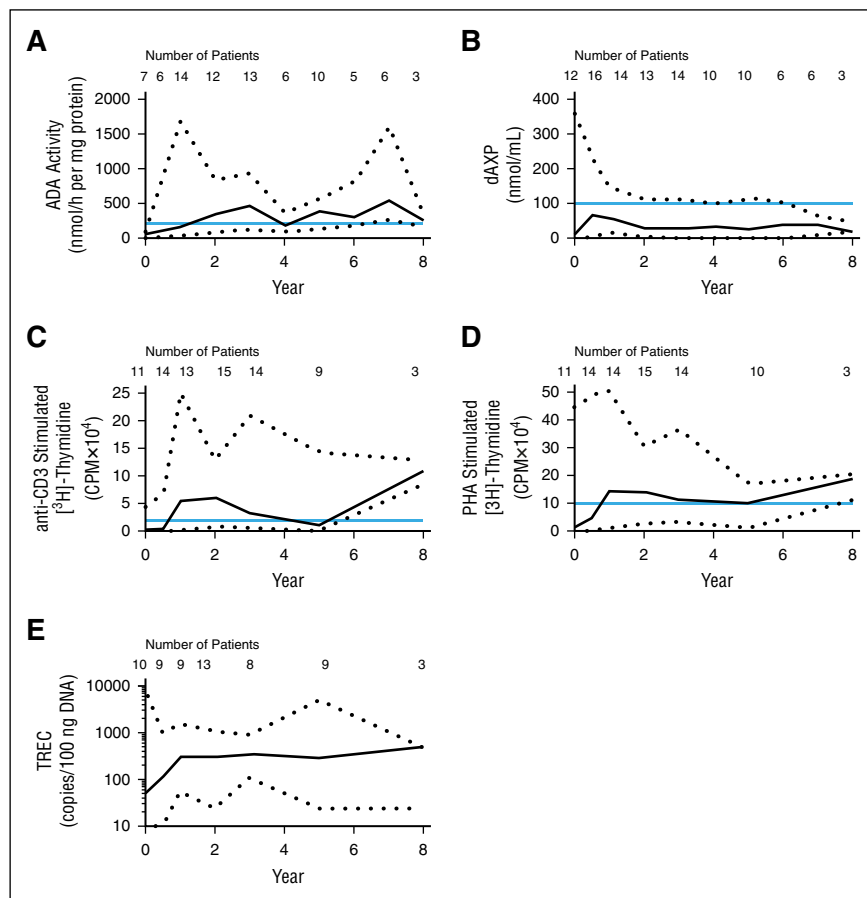 A
Number of Patients
7 6 14 12 13 6 10 5 6 3
ADA Activity
(nmol/h per mg protein)
2000
1500
1000
500
0
0 2 4 6 8
Year
B
Number of Patients
12 16 14 13 14 10 10 6 6 3
dAXP
(nmol/mL)
400
300
200
100
0
0 2 4 6 8
Year
C
Number of Patients
11 14 13 15 14 9 3
anti-CD3 Stimulated
[³H]-Thymidine
(CPM×10⁴)
25
20
15
10
5
0
0 2 4 6 8
Year
D
Number of Patients
11 14 14 15 14 10 3
PHA Stimulated
[3H]-Thymidine
(CPM×10⁴)
50
40
30
20
10
0
0 2 4 6 8
Year
E
Number of Patients
10 9 9 13 8 9 3
TREC
(copies/100 ng DNA)
10000
1000
100
10
0 2 4 6 8
Year